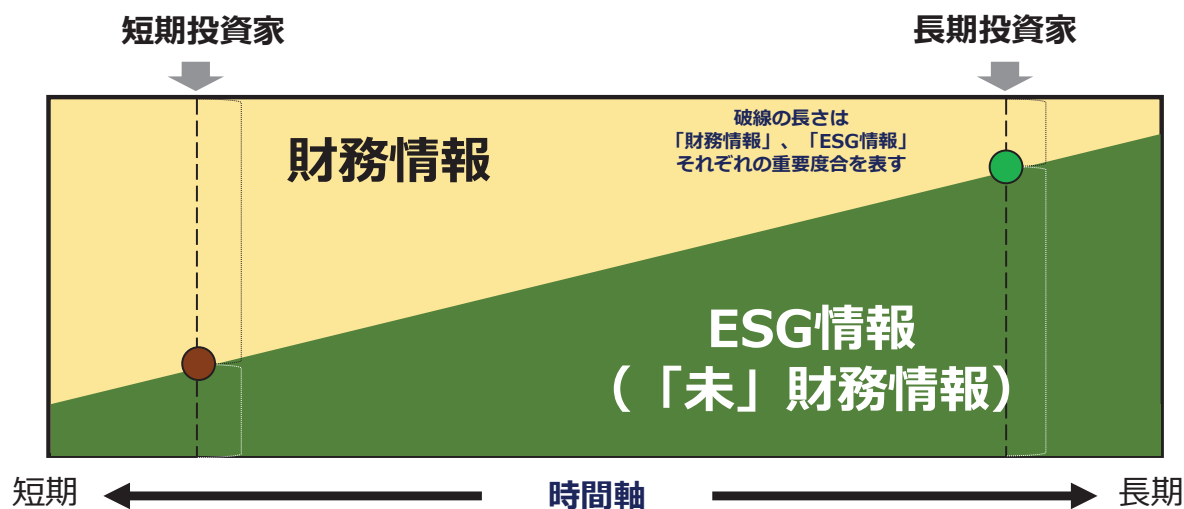 短期投資家
長期投資家
破線の長さは
「財務情報」、「ESG情報」
それぞれの重要度合を表す
財務情報
ESG情報
（「未」財務情報）
短期
時間軸
長期